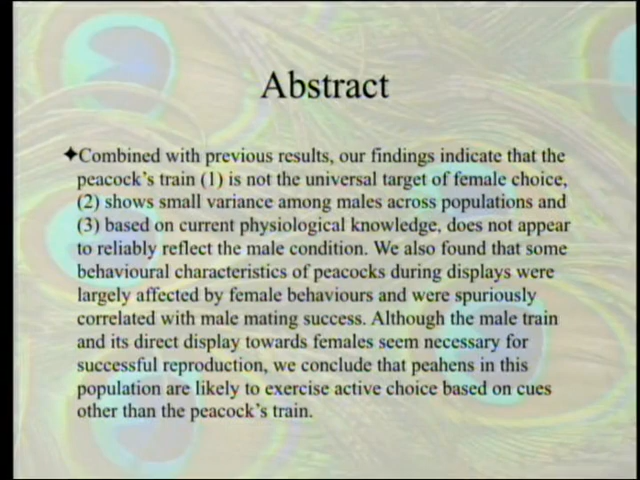 Abstract
✦Combined with previous results, our findings indicate that the
peacock's train (1) is not the universal target of female choice,
(2) shows small variance among males across populations and
(3) based on current physiological knowledge, does not appear
to reliably reflect the male condition. We also found that some
behavioural characteristics of peacocks during displays were
largely affected by female behaviours and were spuriously
correlated with male mating success. Although the male train
and its direct display towards females seem necessary for
successful reproduction, we conclude that peahens in this
population are likely to exercise active choice based on cues
other than the peacock's train.